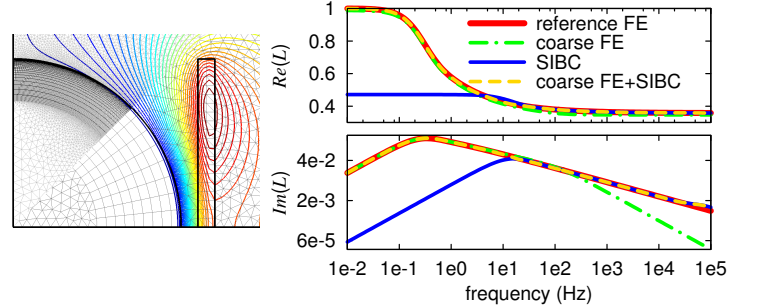 1
0.8
0.6
0.4
Re(L)
reference FE
coarse FE
SIBC
coarse FE+SIBC
4e-2
2e-3
6e-5
Im(L)
1e-2 1e-1 1e0 1e1 1e2 1e3 1e4 1e5
frequency (Hz)